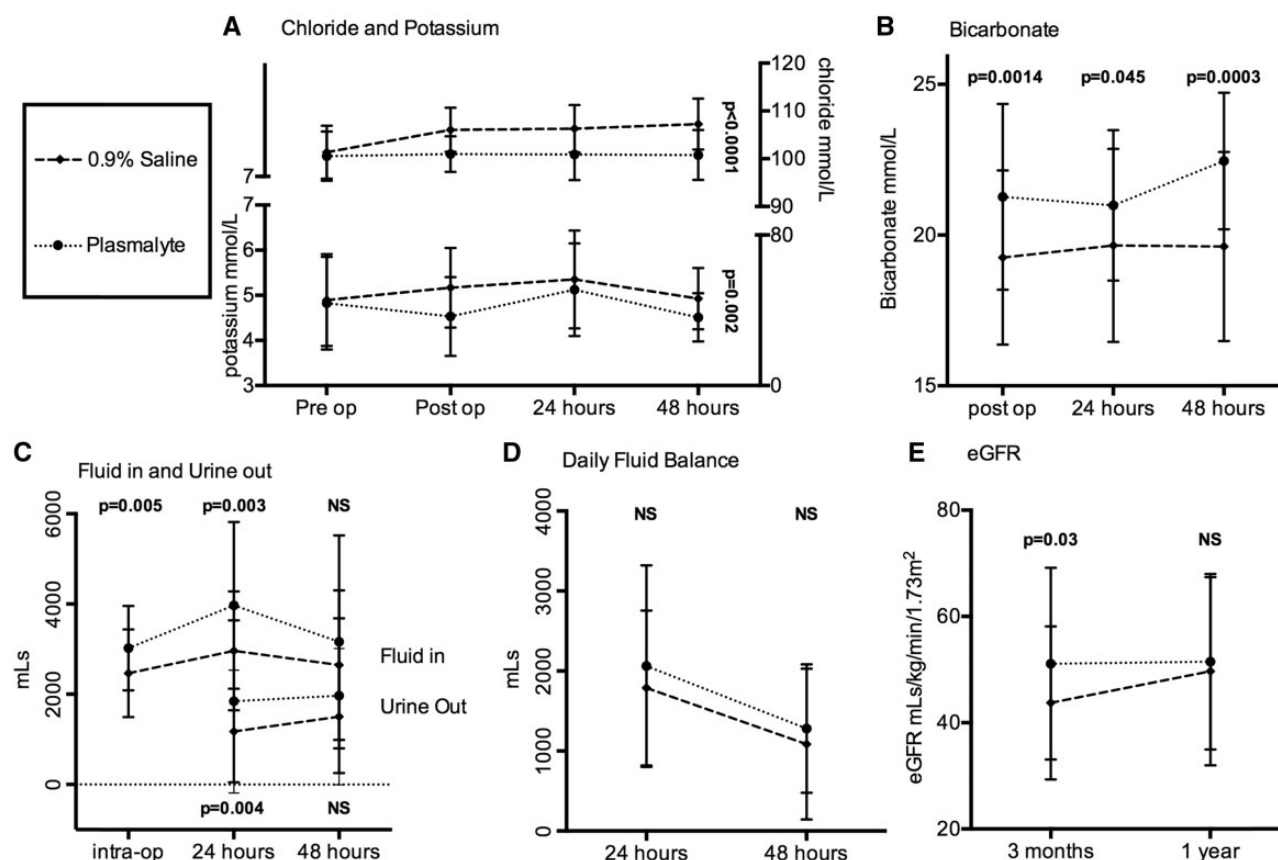 A Chloride and Potassium
0.9% Saline
Plasmalyte
7
7
6
5
4
3
potassium mmol/L
120
110
100
90
80
0
chloride mmol/L
p<0.0001
p=0.002
Pre op Post op 24 hours 48 hours
B Bicarbonate
p=0.0014 p=0.045 p=0.0003
25
20
15
Bicarbonate mmol/L
post op 24 hours 48 hours
C Fluid in and Urine out
p=0.005 p=0.003 NS
6000
4000
2000
0
mLs
Fluid in
Urine Out
p=0.004 NS
intra-op 24 hours 48 hours
D Daily Fluid Balance
NS NS
4000
3000
2000
1000
0
mLs
24 hours 48 hours
E eGFR
p=0.03 NS
80
60
40
20
eGFR mLs/kg/min/1.73m²
3 months 1 year